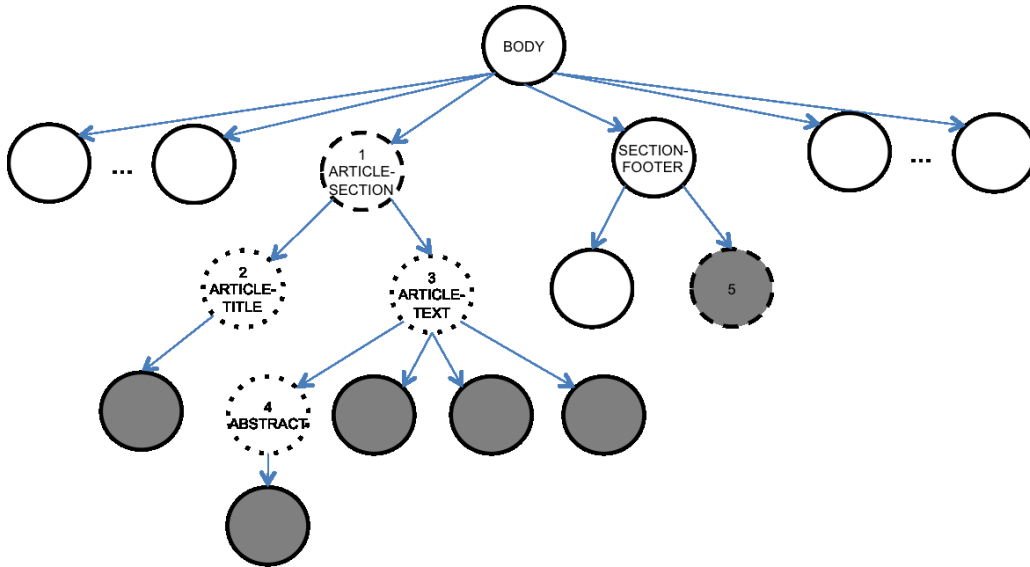 BODY
...
1
ARTICLE-
SECTION
SECTION-
FOOTER
...
2
ARTICLE-
TITLE
3
ARTICLE-
TEXT
5
4
ABSTRACT